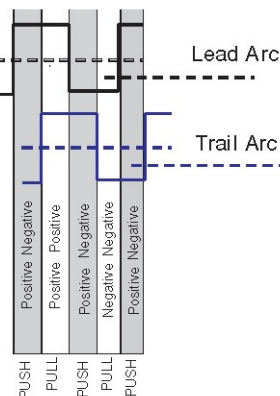 Lead Arc
Trail Arc
Positive Negative
Positive Positive
Positive Negative
Negative Negative
Positive Negative
PUSH
PULL
PUSH
PULL
PUSH